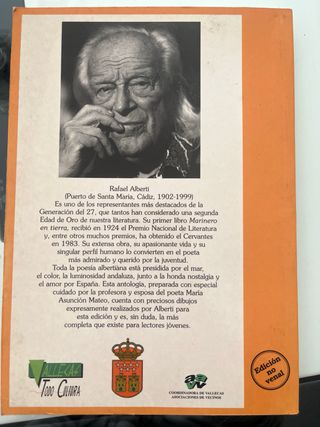 Rafael Alberti
(Puerto de Santa María, Cádiz, 1902-1999)
Es uno de los representantes más destacados de la
Generación del 27, que tantos han considerado una segunda
Edad de Oro de nuestra literatura. Su primer libro Marinero
en tierra, recibió en 1924 el Premio Nacional de Literatura
y, entre otros muchos premios, ha obtenido el Cervantes
en 1983. Su extensa obra, su apasionante vida y su
singular perfil humano lo convierten en el poeta
más admirado y querido por la juventud.
Toda la poesía albertiana está presidida por el mar,
el color, la luminosidad andaluza, junto a la honda nostalgia y
el amor por España. Esta antología, preparada con especial
cuidado por la profesora y esposa del poeta María
Asunción Mateo, cuenta con preciosos dibujos
expresamente realizados por Alberti para
esta edición y es, sin duda, la más
completa que existe para lectores jóvenes.
VALLECAS
TODO CULTURA
COORDINADORA DE VALLECAS
ASOCIACIONES DE VECINOS
Edición
no
venal